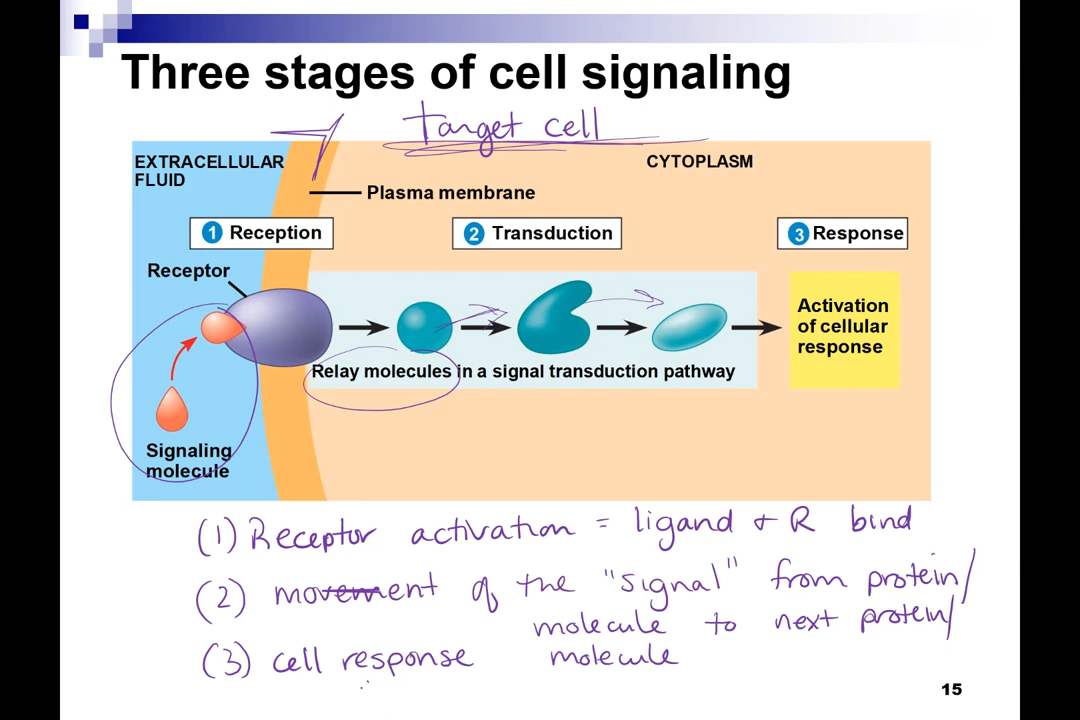 Three stages of cell signaling
Target cell
EXTRACELLULAR
FLUID
CYTOPLASM
Plasma membrane
1 Reception
2 Transduction
3 Response
Receptor
Activation
of cellular
response
Relay molecules in a signal transduction pathway
Signaling
molecule
(1) Receptor activation = ligand + R bind
(2) movement of the "signal" from protein/
molecule to next protein/
molecule
(3) cell response
15